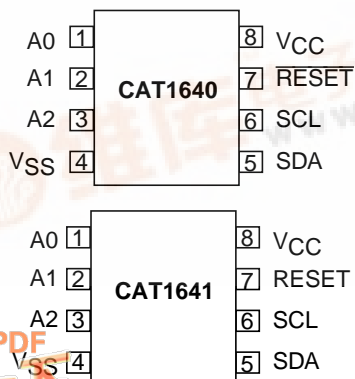 A0 1 8 VCC
A1 2 CAT1640 7 RESET
A2 3 6 SCL
VSS 4 5 SDA
A0 1 8 VCC
A1 2 CAT1641 7 RESET
A2 3 6 SCL
PDF
VSS 4 5 SDA